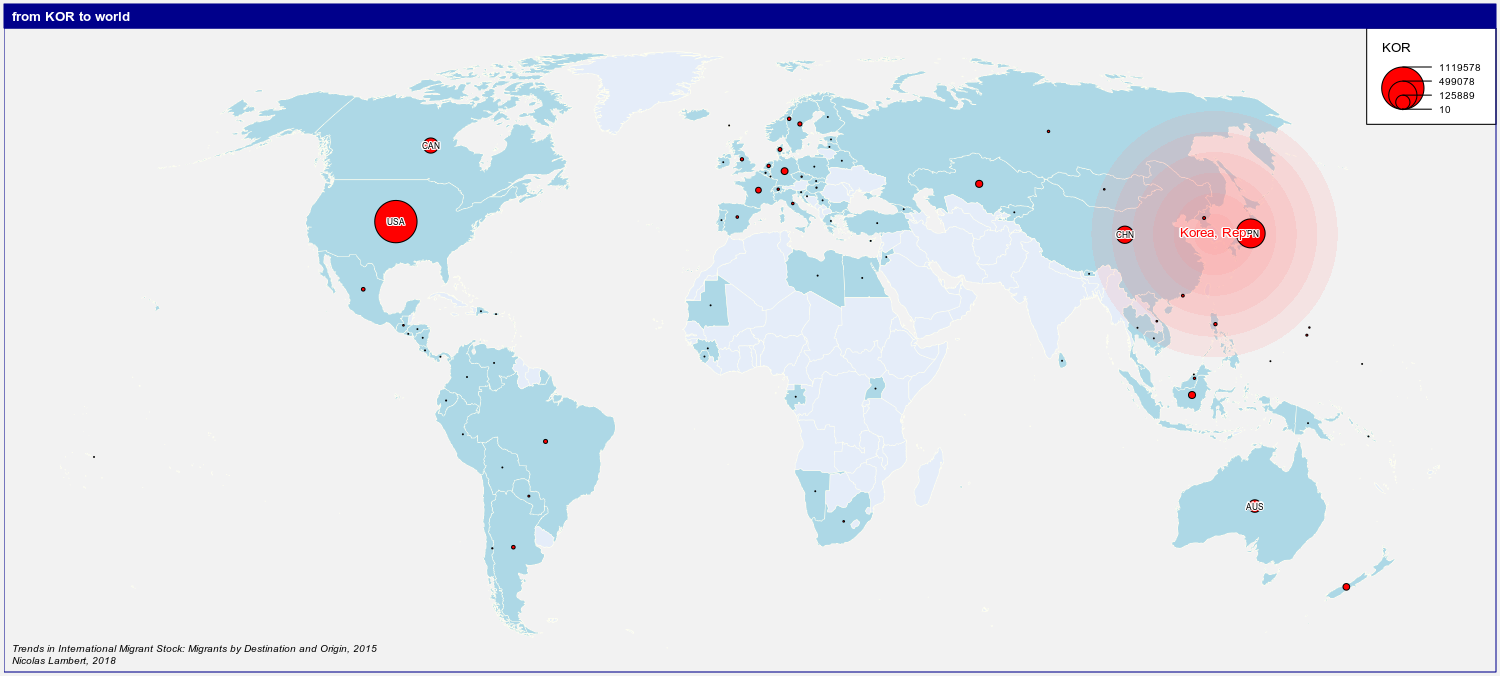 from KOR to world
KOR
1119578
499078
125889
10
CAN
USA
CHN
Korea, Rep.
AUS
Trends in International Migrant Stock: Migrants by Destination and Origin, 2015
Nicolas Lambert, 2018